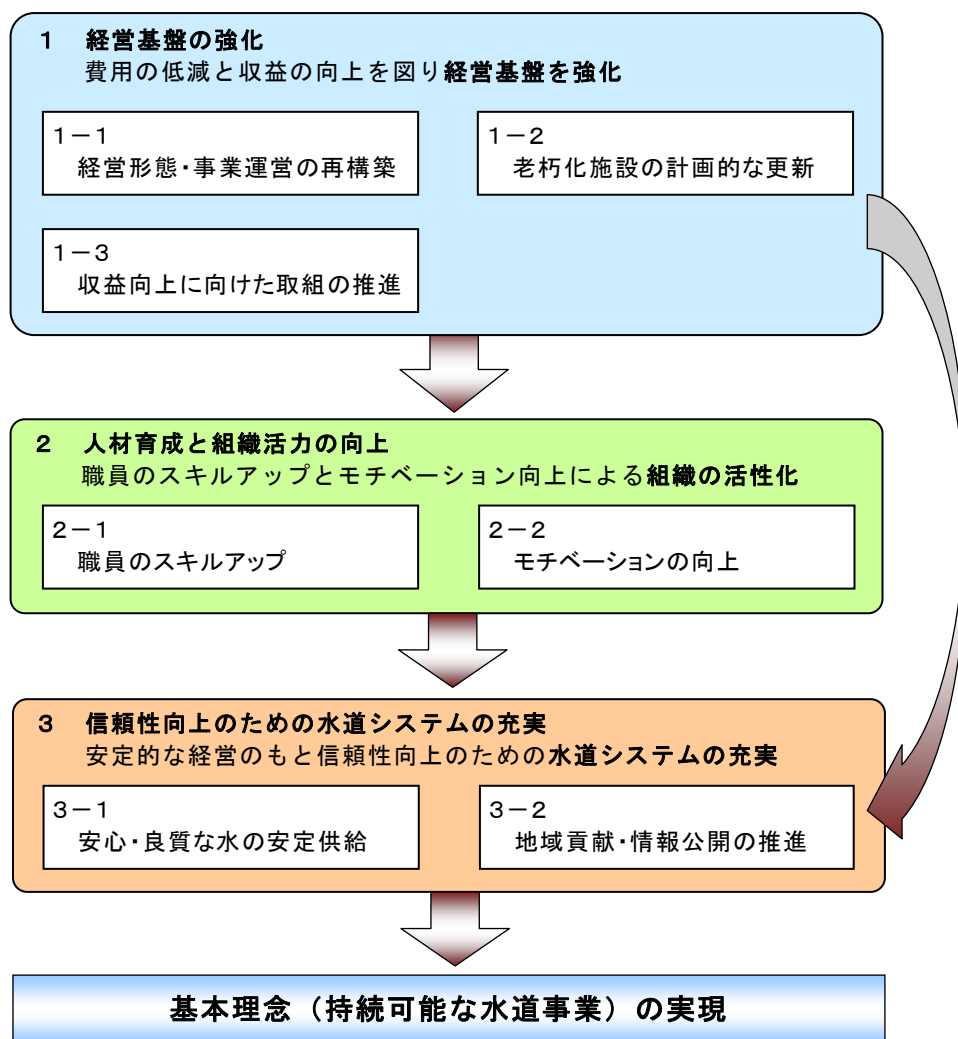 1 経営基盤の強化
費用の低減と収益の向上を図り経営基盤を強化
1-1
経営形態・事業運営の再構築
1-2
老朽化施設の計画的な更新
1-3
収益向上に向けた取組の推進
2 人材育成と組織活力の向上
職員のスキルアップとモチベーション向上による組織の活性化
2-1
職員のスキルアップ
2-2
モチベーションの向上
3 信頼性向上のための水道システムの充実
安定的な経営のもと信頼性向上のための水道システムの充実
3-1
安心・良質な水の安定供給
3-2
地域貢献・情報公開の推進
基本理念(持続可能な水道事業)の実現